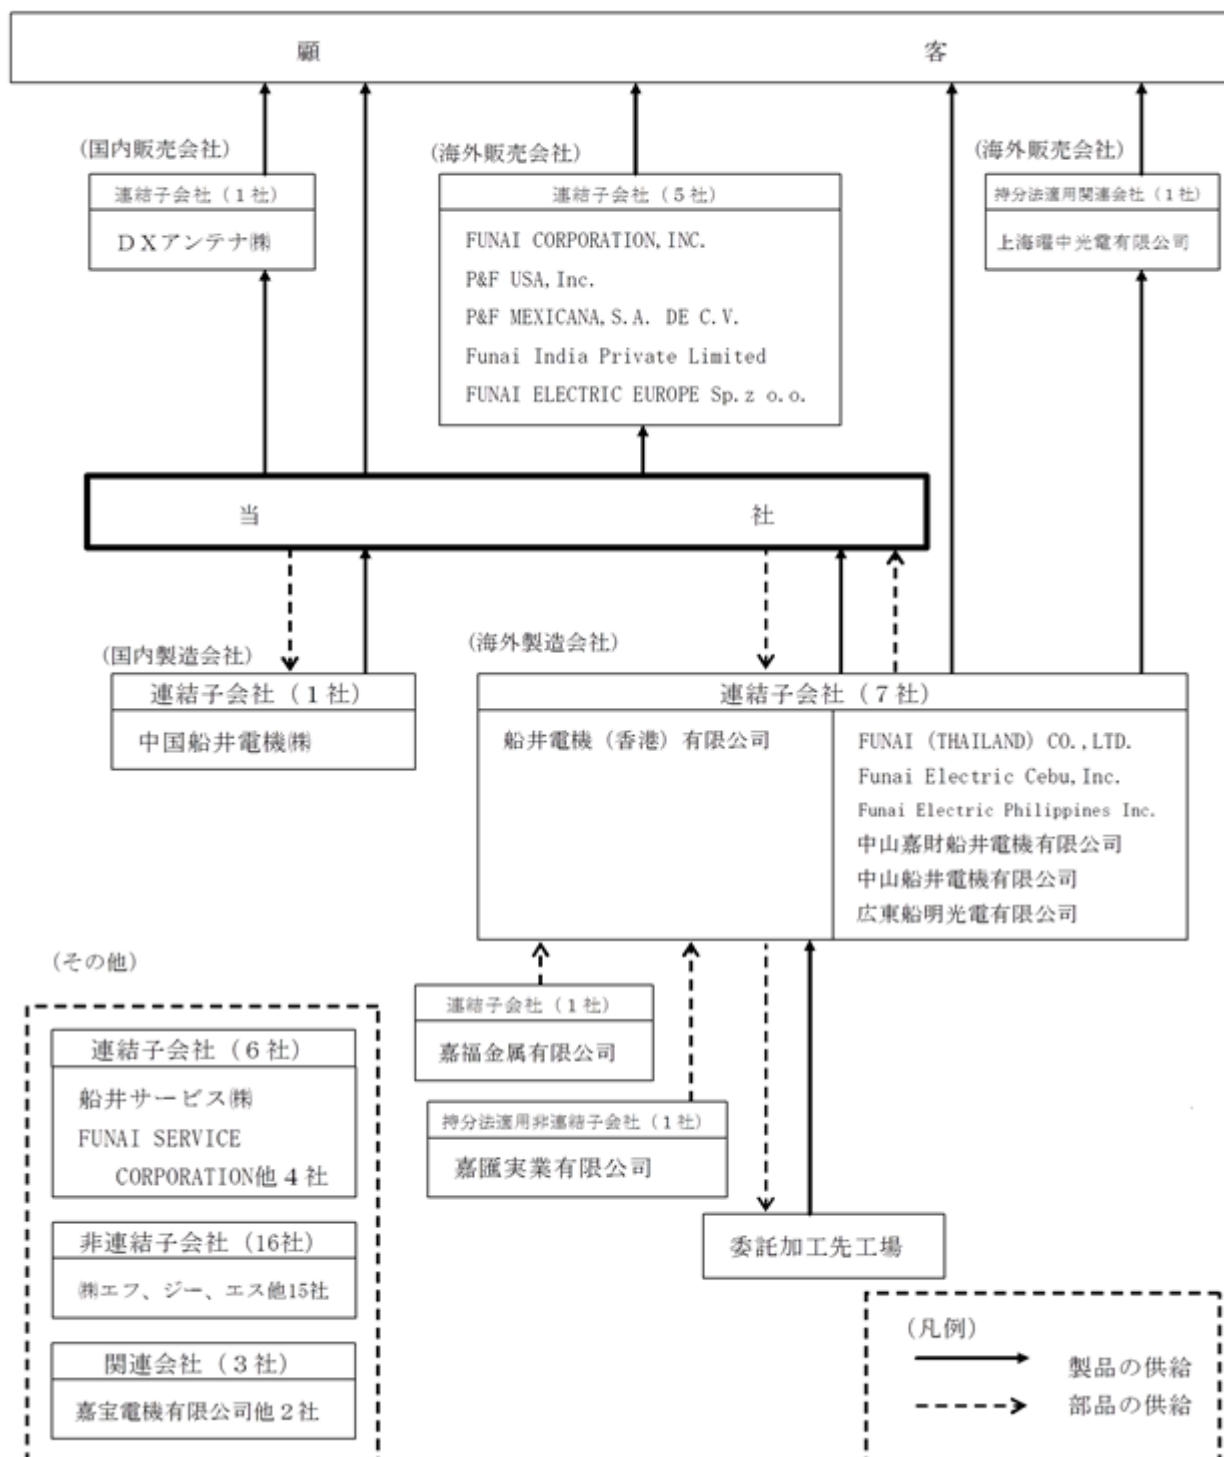 顧 客
(国内販売会社)
連結子会社(1社)
DXアンテナ㈱
(海外販売会社)
連結子会社(5社)
FUNAI CORPORATION,INC.
P&F USA,Inc.
P&F MEXICANA,S.A. DE C.V.
Funai India Private Limited
FUNAI ELECTRIC EUROPE Sp.z o.o.
(海外販売会社)
持分法適用関連会社(1社)
上海曜中光電有限公司
当 社
(国内製造会社)
連結子会社(1社)
中国船井電機㈱
(海外製造会社)
連結子会社(7社)
船井電機(香港)有限公司
FUNAI (THAILAND) CO.,LTD.
Funai Electric Cebu,Inc.
Funai Electric Philippines Inc.
中山嘉財船井電機有限公司
中山船井電機有限公司
広東船明光電有限公司
連結子会社(1社)
嘉福金属有限公司
持分法適用非連結子会社(1社)
嘉匯実業有限公司
委託加工先工場
(その他)
連結子会社(6社)
船井サービス㈱
FUNAI SERVICE
CORPORATION他4社
非連結子会社(16社)
㈱エフ、ジー、エス他15社
関連会社(3社)
嘉宝電機有限公司他2社
(凡例)
製品の供給
部品の供給